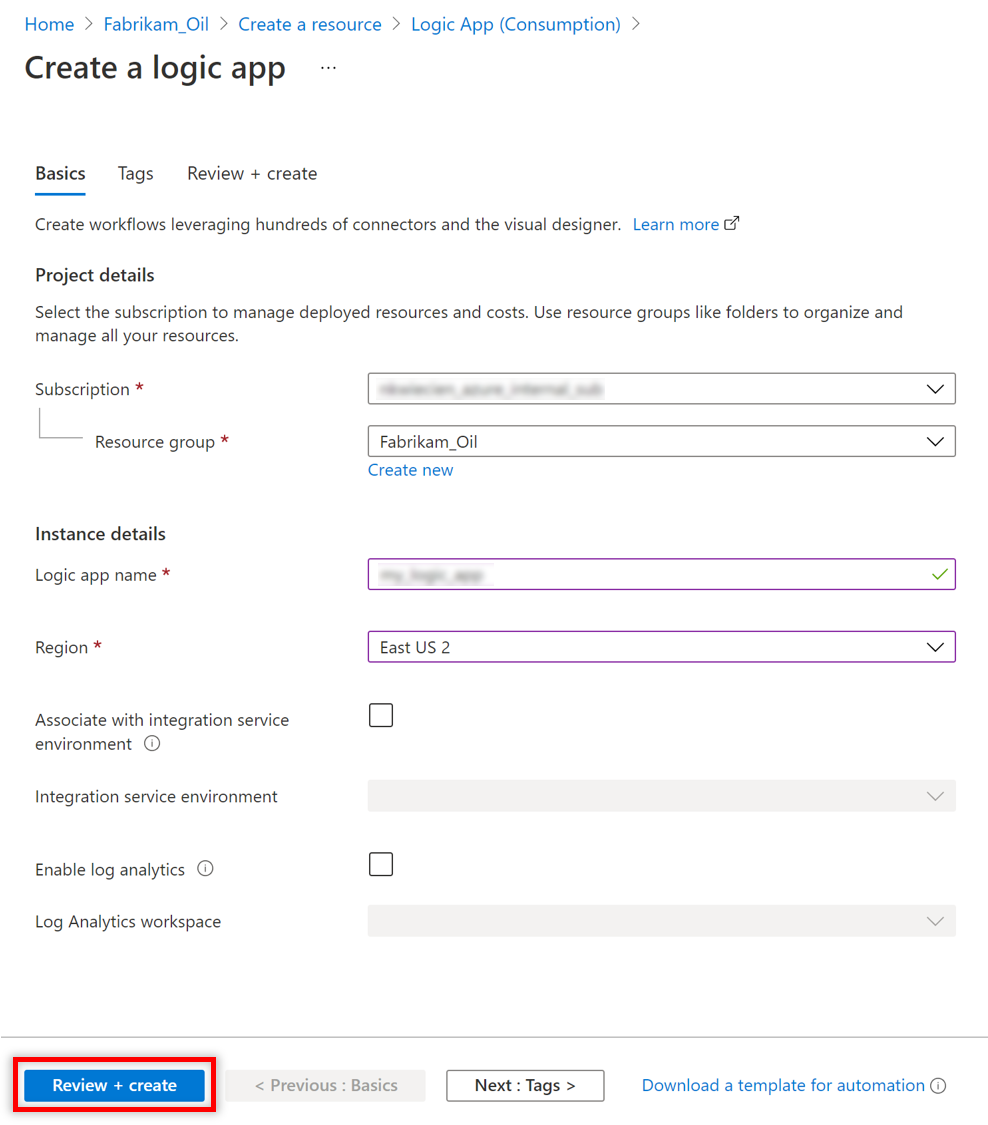 Home > Fabrikam_Oil > Create a resource > Logic App (Consumption) >
Create a logic app ...
Basics Tags Review + create
Create workflows leveraging hundreds of connectors and the visual designer. Learn more
Project details
Select the subscription to manage deployed resources and costs. Use resource groups like folders to organize and
manage all your resources.
Subscription *
Resource group * Fabrikam_Oil
Create new
Instance details
Logic app name *
Region * East US 2
Associate with integration service
environment
Integration service environment
Enable log analytics
Log Analytics workspace
Review + create < Previous : Basics Next : Tags > Download a template for automation